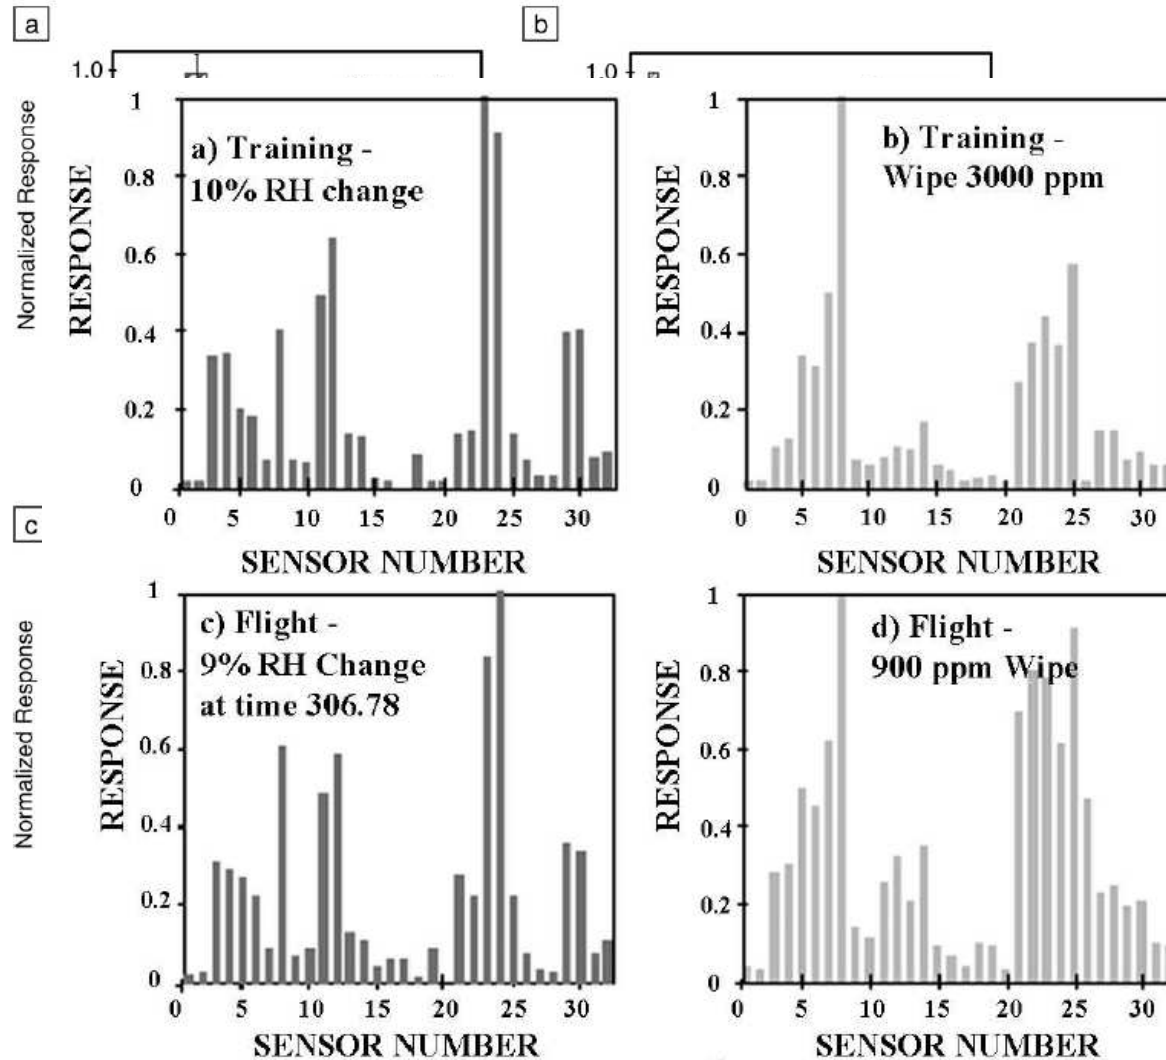 a
b
1.0
1.0
Normalized Response
RESPONSE
1
0.8
0.6
0.4
0.2
0
a) Training -
10% RH change
0 5 10 15 20 25 30
SENSOR NUMBER
RESPONSE
1
0.8
0.6
0.4
0.2
0
b) Training -
Wipe 3000 ppm
0 5 10 15 20 25 30
SENSOR NUMBER
c
Normalized Response
RESPONSE
1
0.8
0.6
0.4
0.2
0
c) Flight -
9% RH Change
at time 306.78
0 5 10 15 20 25 30
SENSOR NUMBER
RESPONSE
1
0.8
0.6
0.4
0.2
0
d) Flight -
900 ppm Wipe
0 5 10 15 20 25 30
SENSOR NUMBER